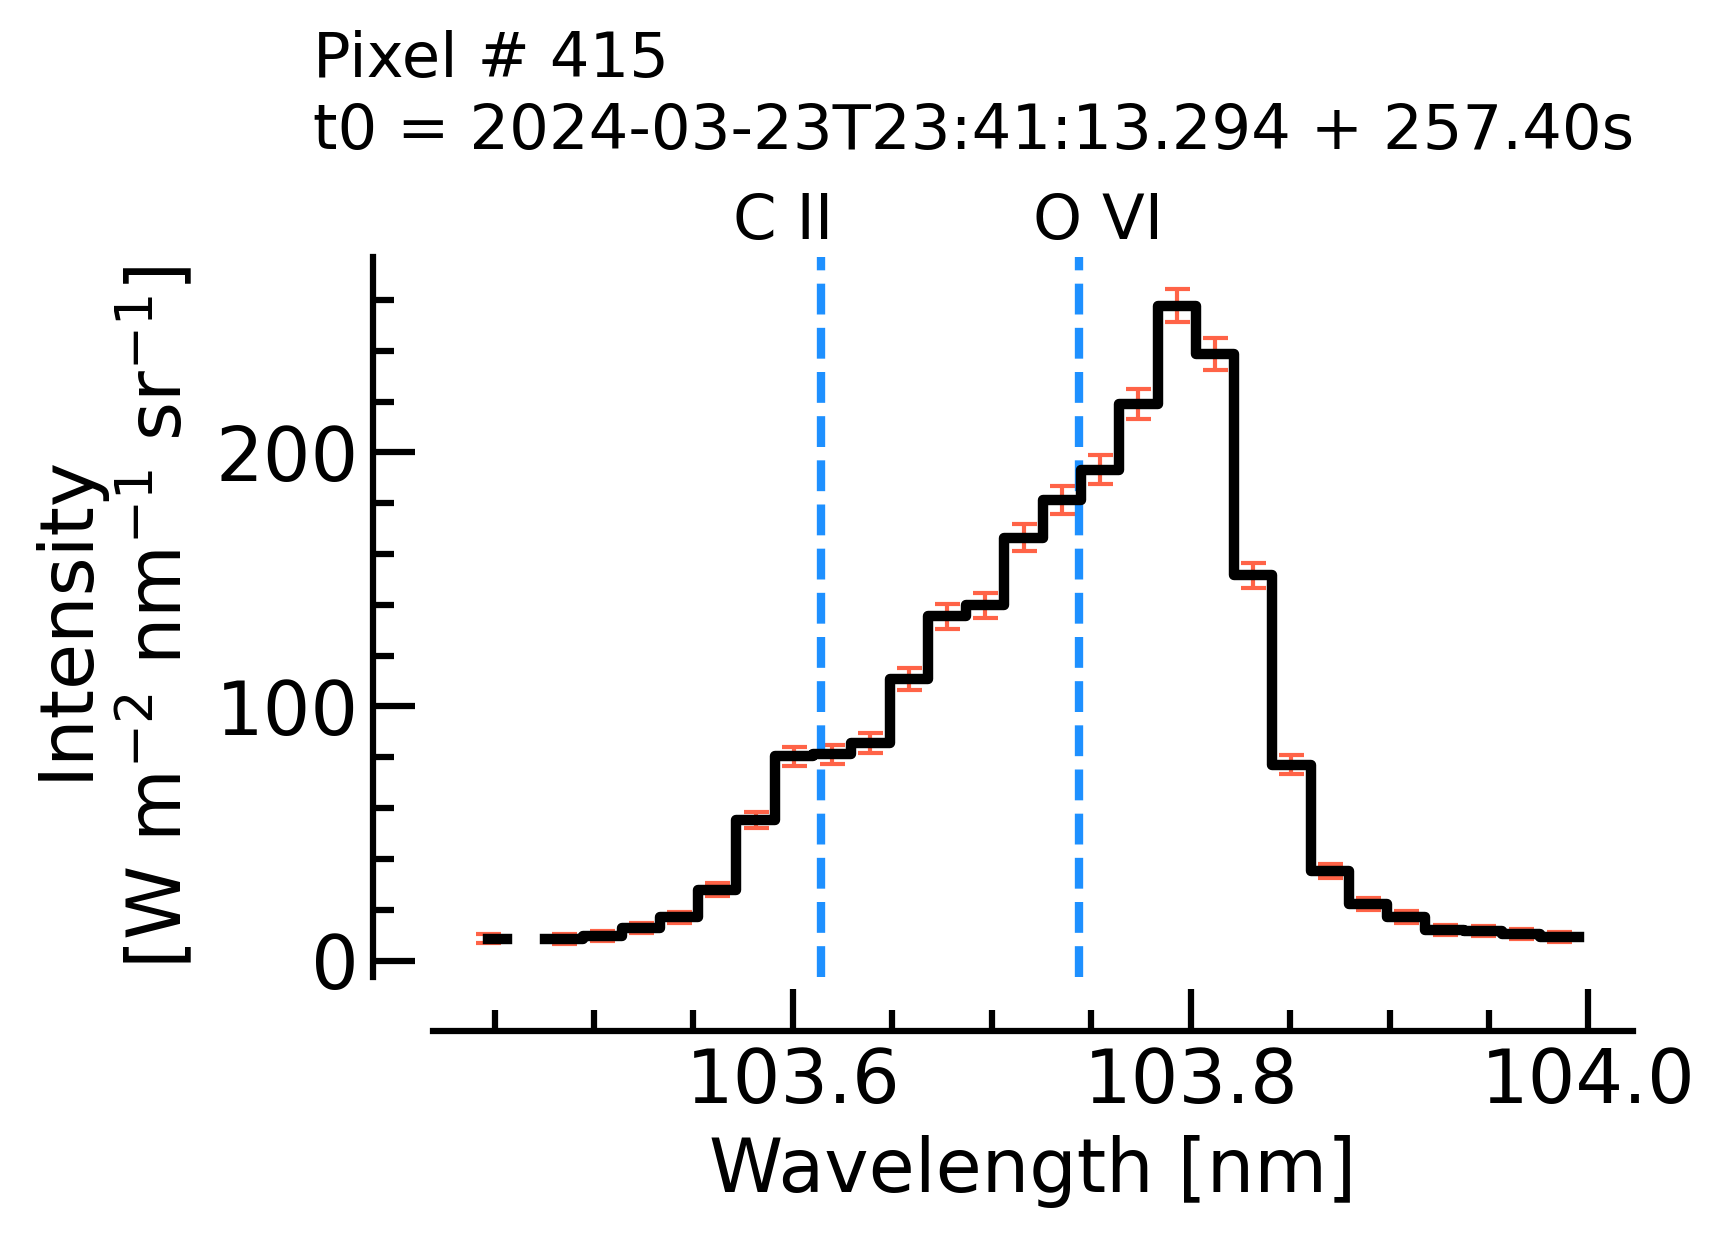 Pixel # 415
t0 = 2024-03-23T23:41:13.294 + 257.40s
C II
O VI
Intensity
[W m⁻² nm⁻¹ sr⁻¹]
200
100
0
103.6
103.8
104.0
Wavelength [nm]